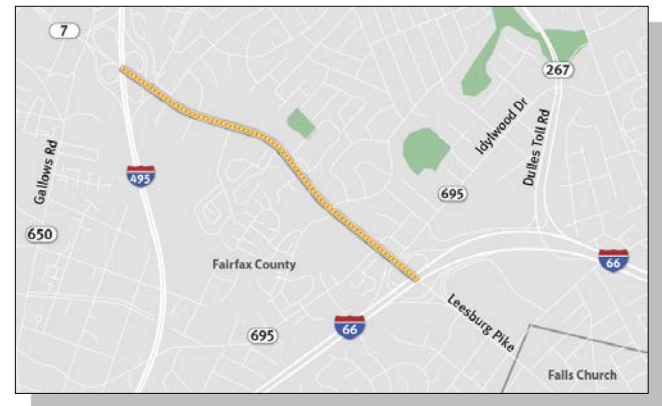 7
267
Idylwood Dr
Dulles Toll Rd
Gallows Rd
495
695
650
Fairfax County
66
Leesburg Pike
66
695
Falls Church